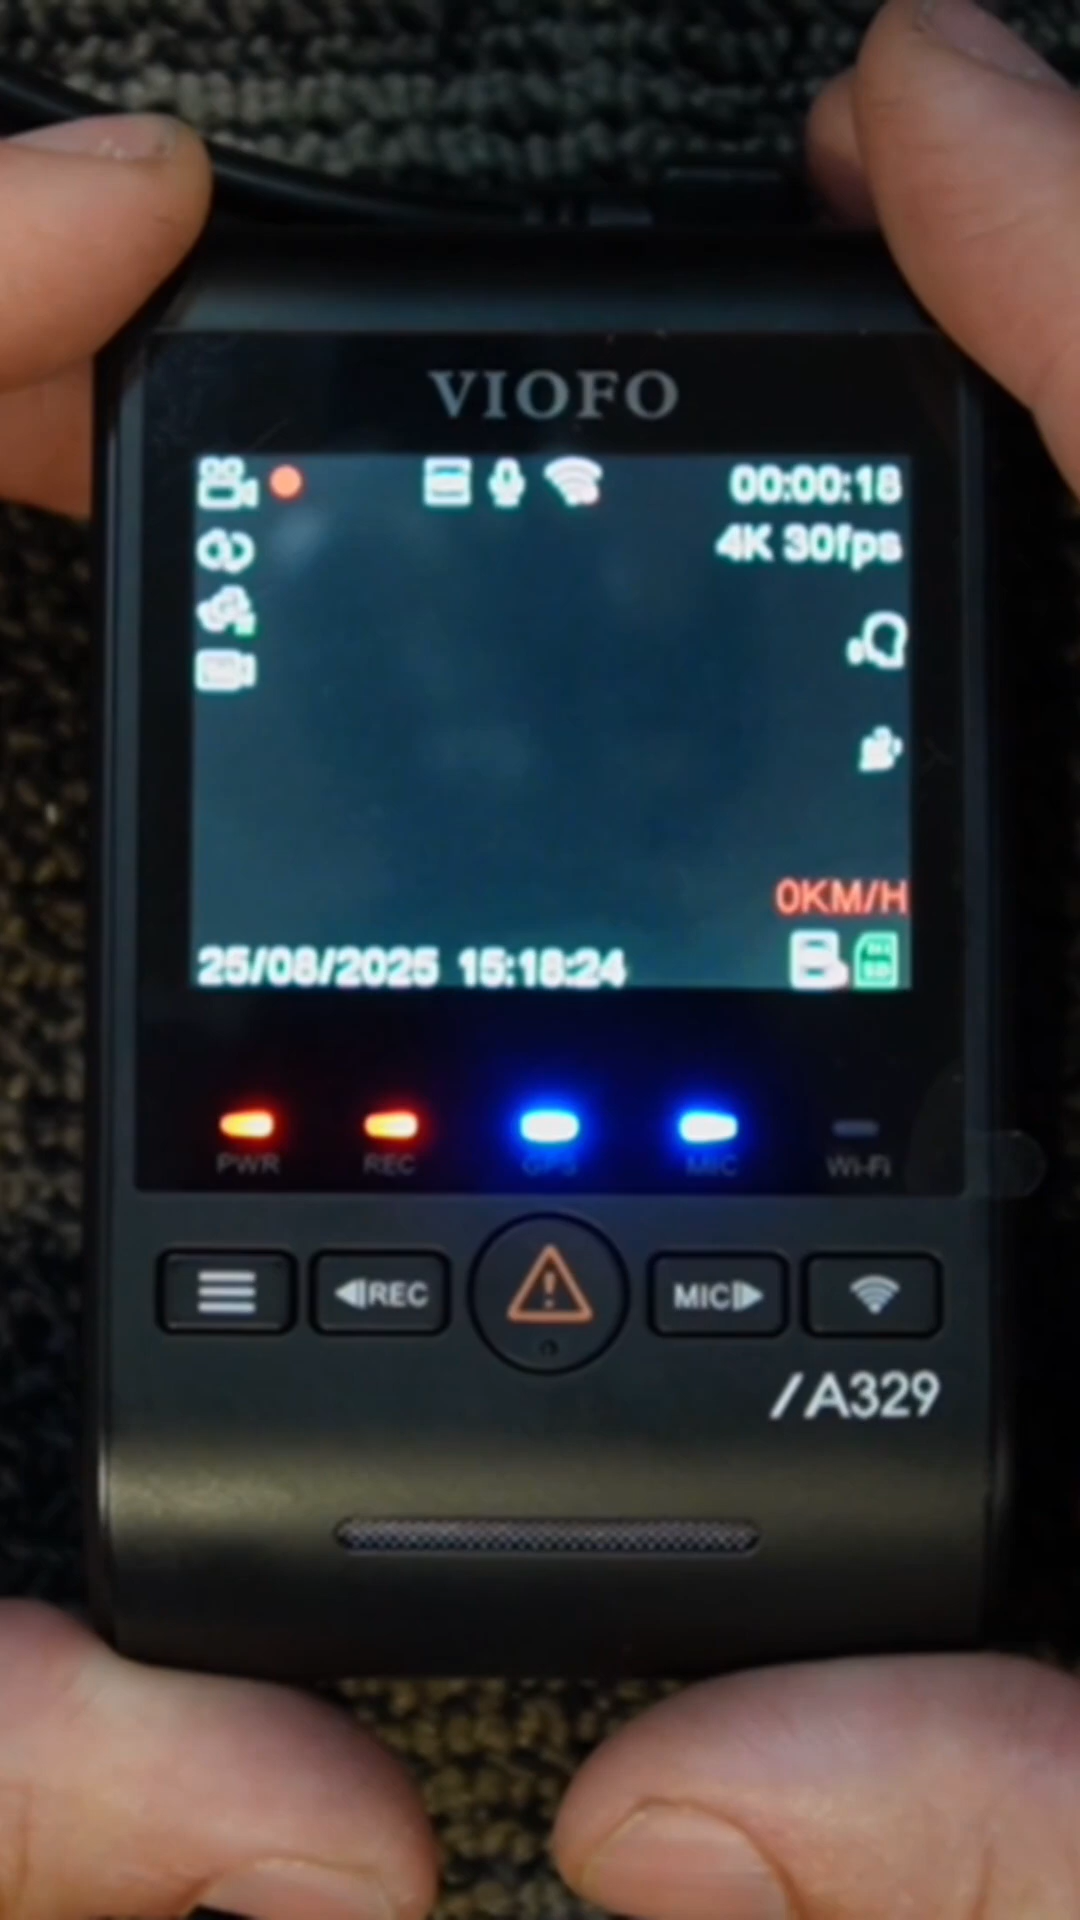 VIOFO
00:00:18
4K 30fps
0KM/H
25/08/2025 15:18:24
PWR REC GPS MIC Wi-Fi
REC MIC
/A329